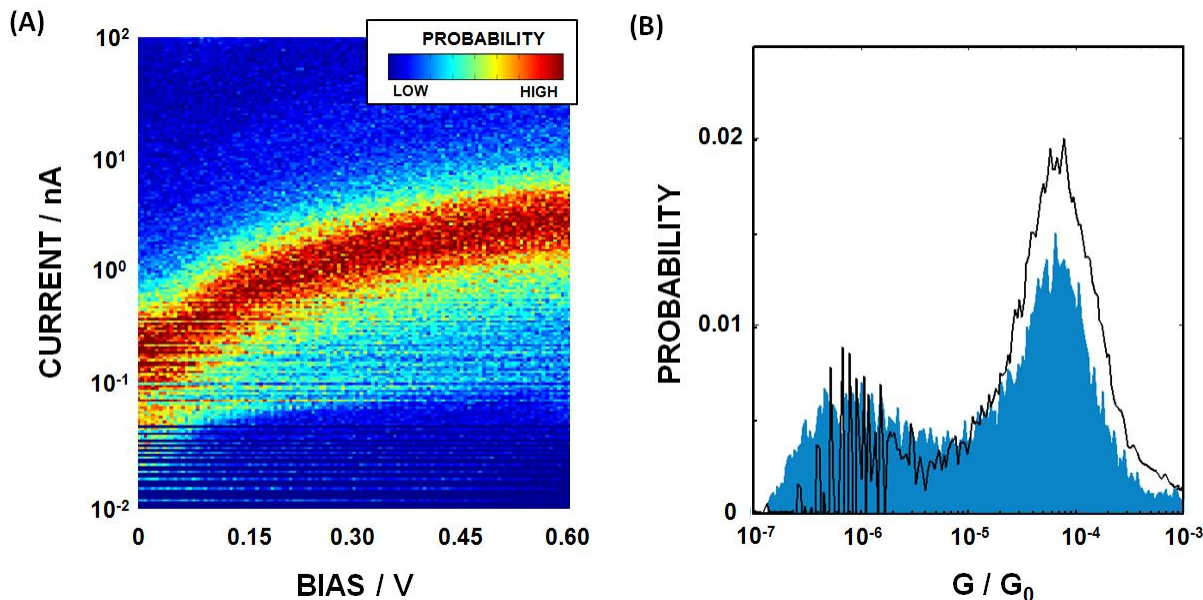 (A)
PROBABILITY
LOW HIGH
10²
10¹
10⁰
10⁻¹
10⁻²
CURRENT / nA
0 0.15 0.30 0.45 0.60
BIAS / V
(B)
0.02
0.01
0
PROBABILITY
10⁻⁷ 10⁻⁶ 10⁻⁵ 10⁻⁴ 10⁻³
G / G₀